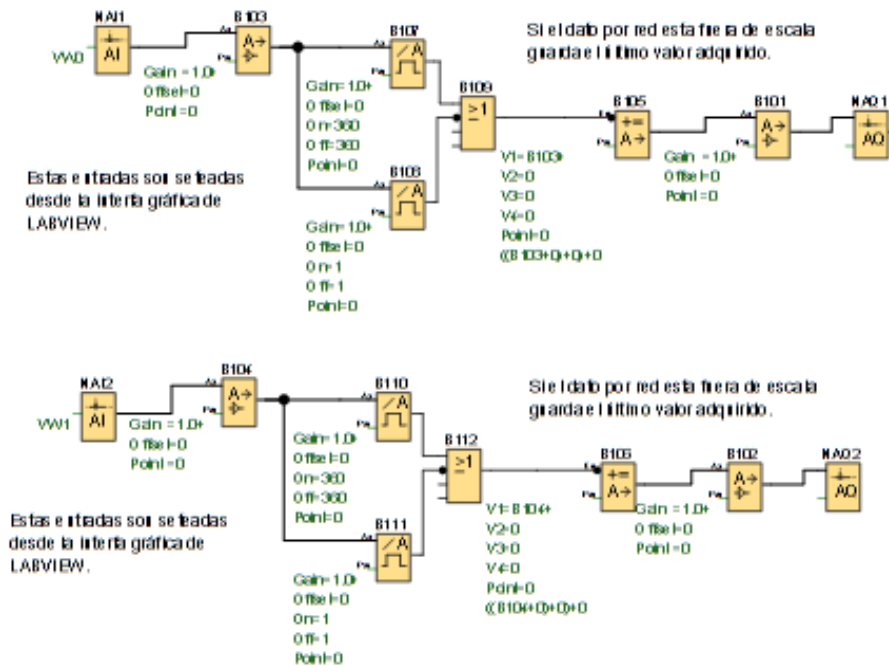 NAI1
B103
B107
Si el dato por red esta fuera de escala
guarda el último valor adquirido.
AI
A→
/A
B109
B105
B101
NAQ1
Gain =1.0+
Offset=0
Point=0
Gain=1.0+
Offset=0
On=360
Off=360
Point=0
≥1
+=
A→
A→
AQ
Estas entradas son seteadas
desde la interfa gráfica de
LABVIEW.
/A
V1=B103+
V2=0
V3=0
V4=0
Point=0
((B103+0)+0)+0
Gain =1.0+
Offset=0
Point=0
Gain=1.0+
Offset=0
On=1
Off=1
Point=0
NAI2
B104
B110
Si el dato por red esta fuera de escala
guarda el último valor adquirido.
AI
A→
/A
B112
B102
NAQ2
Gain =1.0+
Offset=0
Point=0
Gain=1.0+
Offset=0
On=360
Off=360
Point=0
≥1
+=
A→
A→
AQ
Estas entradas son seteadas
desde la interfa gráfica de
LABVIEW.
B111
/A
V1=B104+
V2=0
V3=0
V4=0
Point=0
((B104+0)+0)+0
Gain =1.0+
Offset=0
Point=0
Gain=1.0+
Offset=0
On=1
Off=1
Point=0